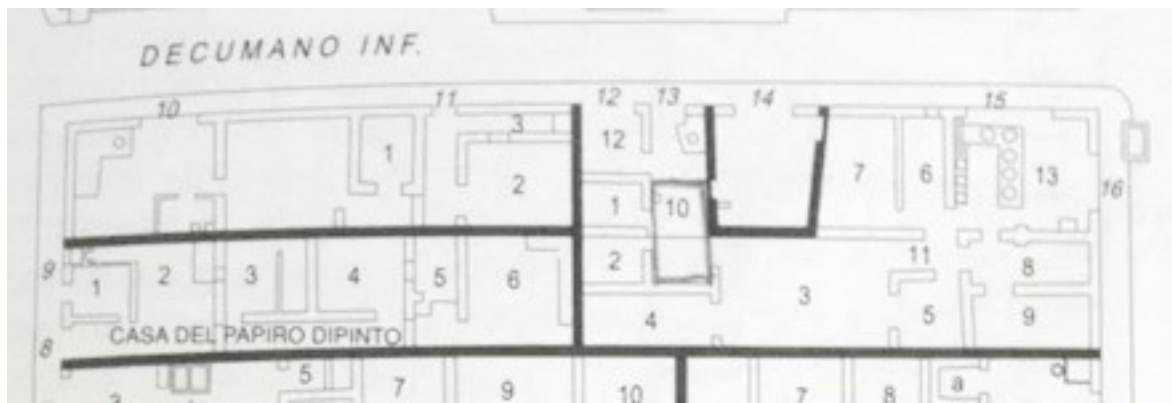 DECUMANO INF.
10 11 12 13 14 15
1 3 2 12 7 6 13 16
1 10
9 1 2 3 4 5 6 2 3 11 8
4 5 9
CASA DEL PAPIRO DIPINTO
8
3 5 7 9 10 7 8 a